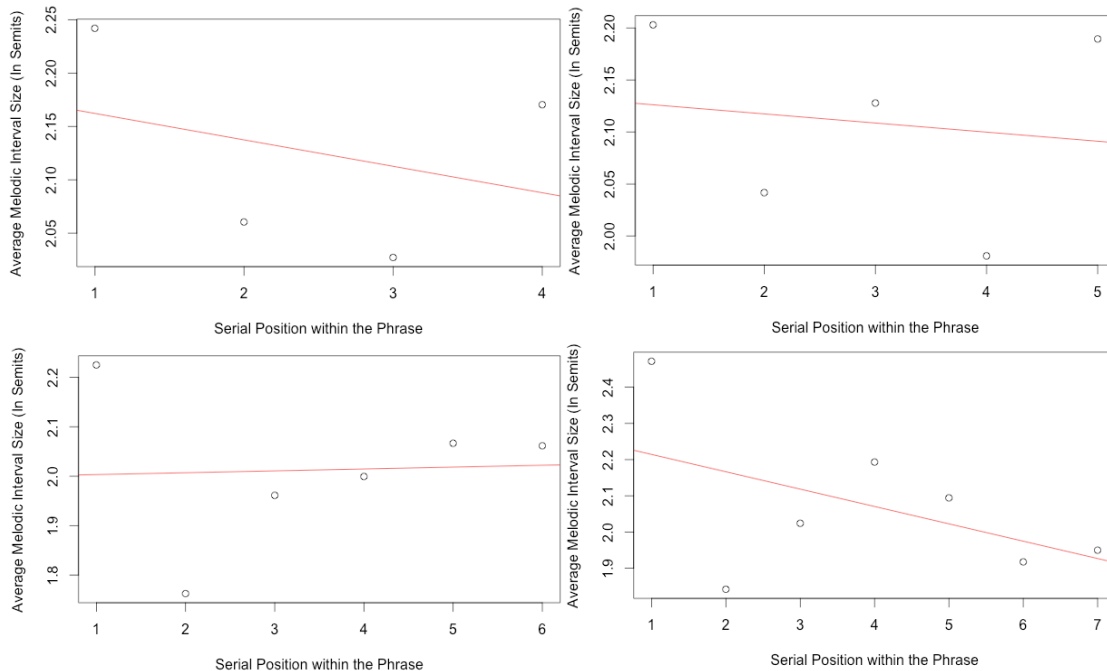 Average Melodic Interval Size (In Semits)
2.25
2.20
2.15
2.10
2.05
1 2 3 4
Serial Position within the Phrase
Average Melodic Interval Size (In Semits)
2.20
2.15
2.10
2.05
2.00
1 2 3 4 5
Serial Position within the Phrase
Average Melodic Interval Size (In Semits)
2.2
2.1
2.0
1.9
1.8
1 2 3 4 5 6
Serial Position within the Phrase
Average Melodic Interval Size (In Semits)
2.4
2.3
2.2
2.1
2.0
1.9
1 2 3 4 5 6 7
Serial Position within the Phrase